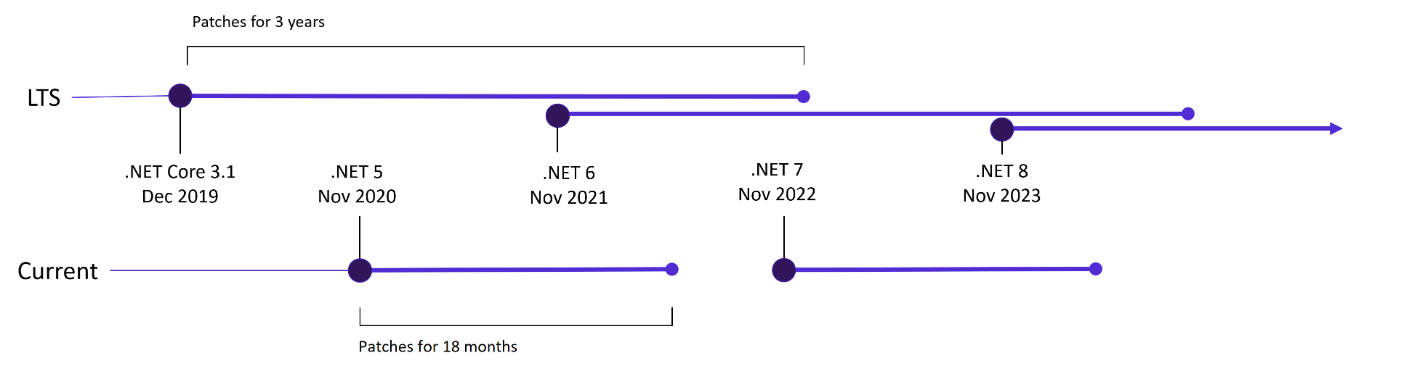 Patches for 3 years
LTS
.NET Core 3.1
Dec 2019
.NET 5
Nov 2020
.NET 6
Nov 2021
.NET 7
Nov 2022
.NET 8
Nov 2023
Current
Patches for 18 months